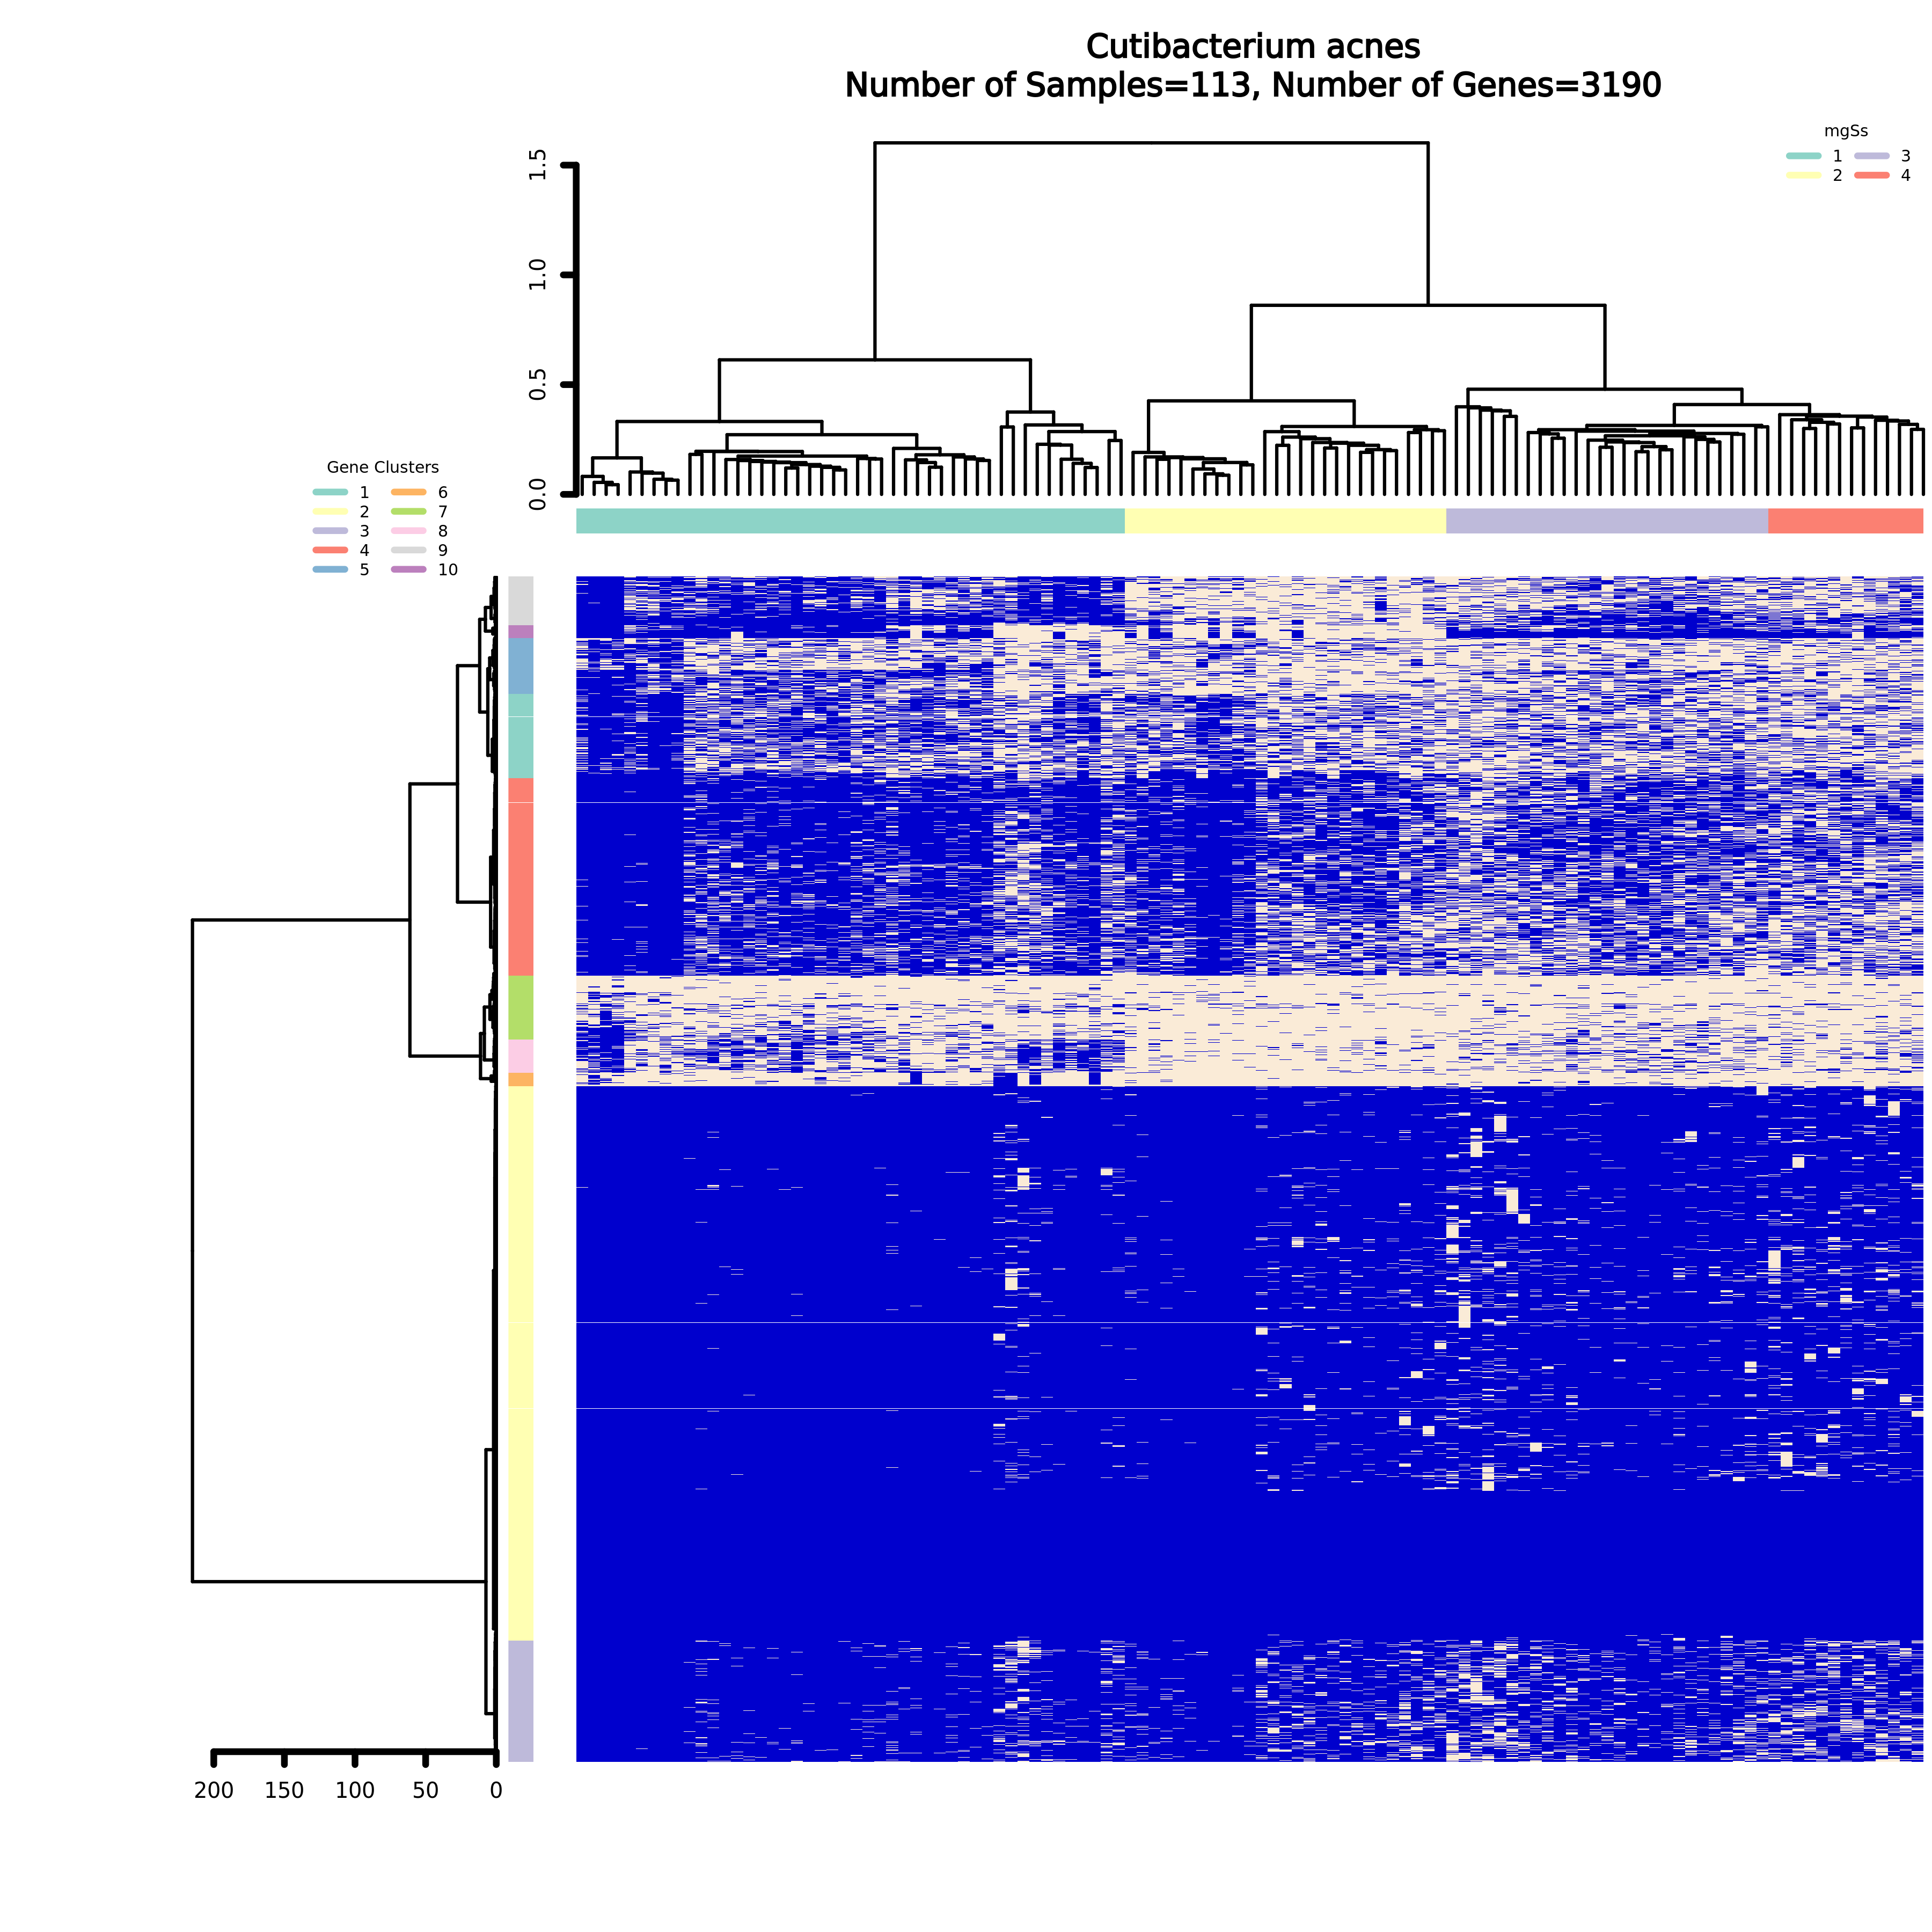 Cutibacterium acnes
Number of Samples=113, Number of Genes=3190
mgSs
1 3
2 4
1.5
1.0
0.5
0.0
Gene Clusters
1 6
2 7
3 8
4 9
5 10
200 150 100 50 0